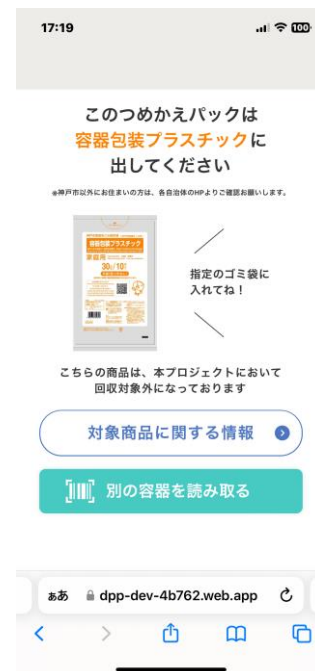 17:19
100
このつめかえパックは
容器包装プラスチックに
出してください
※神戸市以外にお住まいの方は、各自治体のHPよりご確認お願いします。
容器包装プラスチック
家庭用
30 10
指定のゴミ袋に
入れてね！
こちらの商品は、本プロジェクトにおいて
回収対象外になっております
対象商品に関する情報
別の容器を読み取る
ぁあ dpp-dev-4b762.web.app